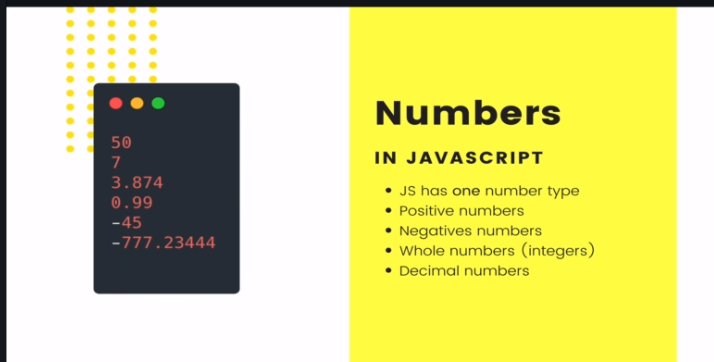 50
7
3.874
0.99
-45
-777.23444
Numbers
IN JAVASCRIPT
• JS has one number type
• Positive numbers
• Negatives numbers
• Whole numbers (integers)
• Decimal numbers